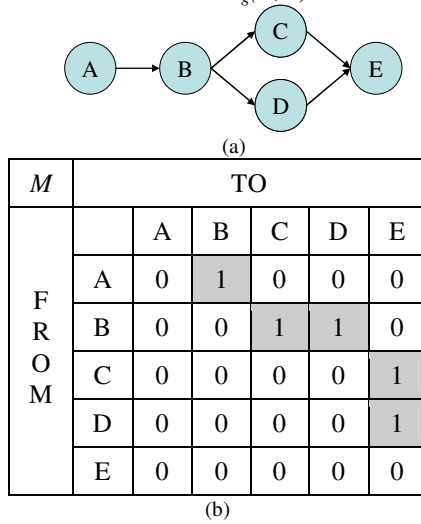 C
A B E
D
(a)
M TO
A B C D E
A 0 1 0 0 0
B 0 0 1 1 0
C 0 0 0 0 1
D 0 0 0 0 1
E 0 0 0 0 0
F
R
O
M
(b)